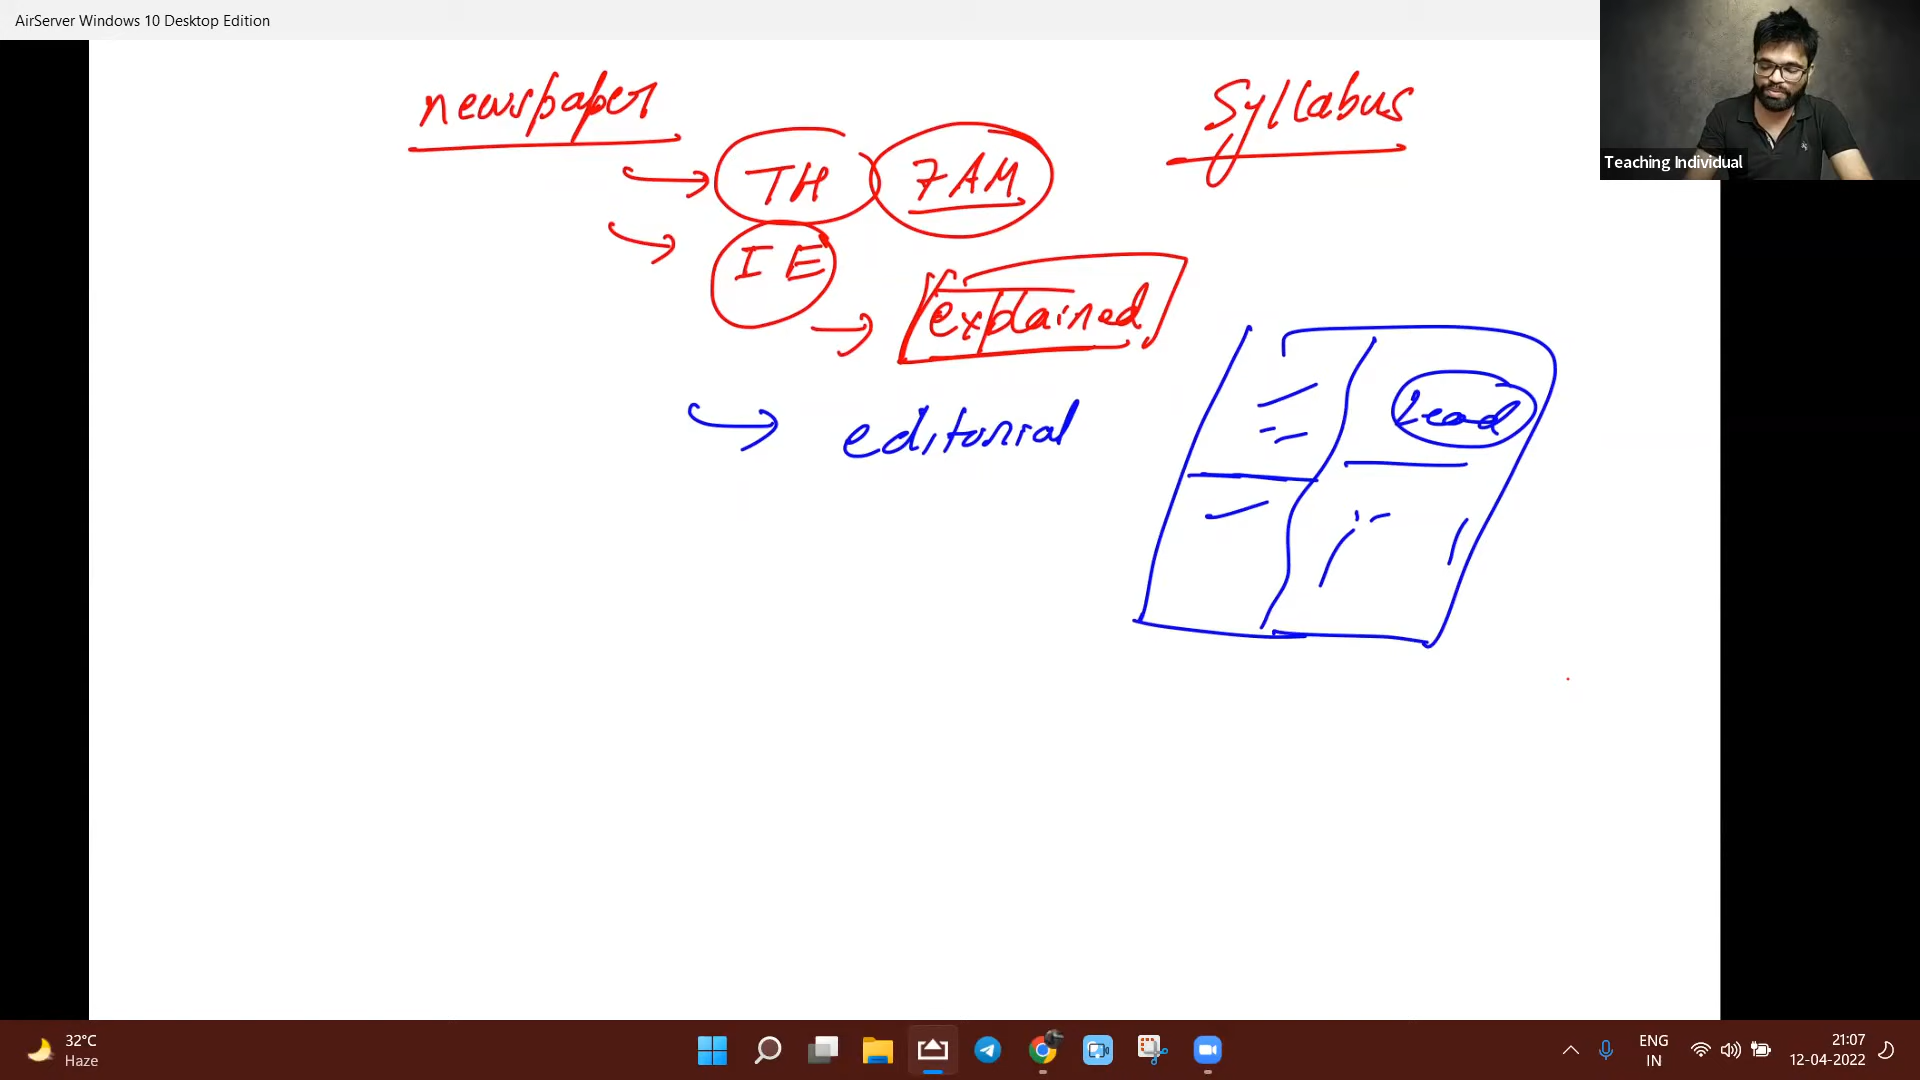 AirServer Windows 10 Desktop Edition
newspaper
Syllabus
Teaching Individual
TH 7AM
IE
explained
editorial
Lead
32°C
Haze
ENG
IN
21:07
12-04-2022